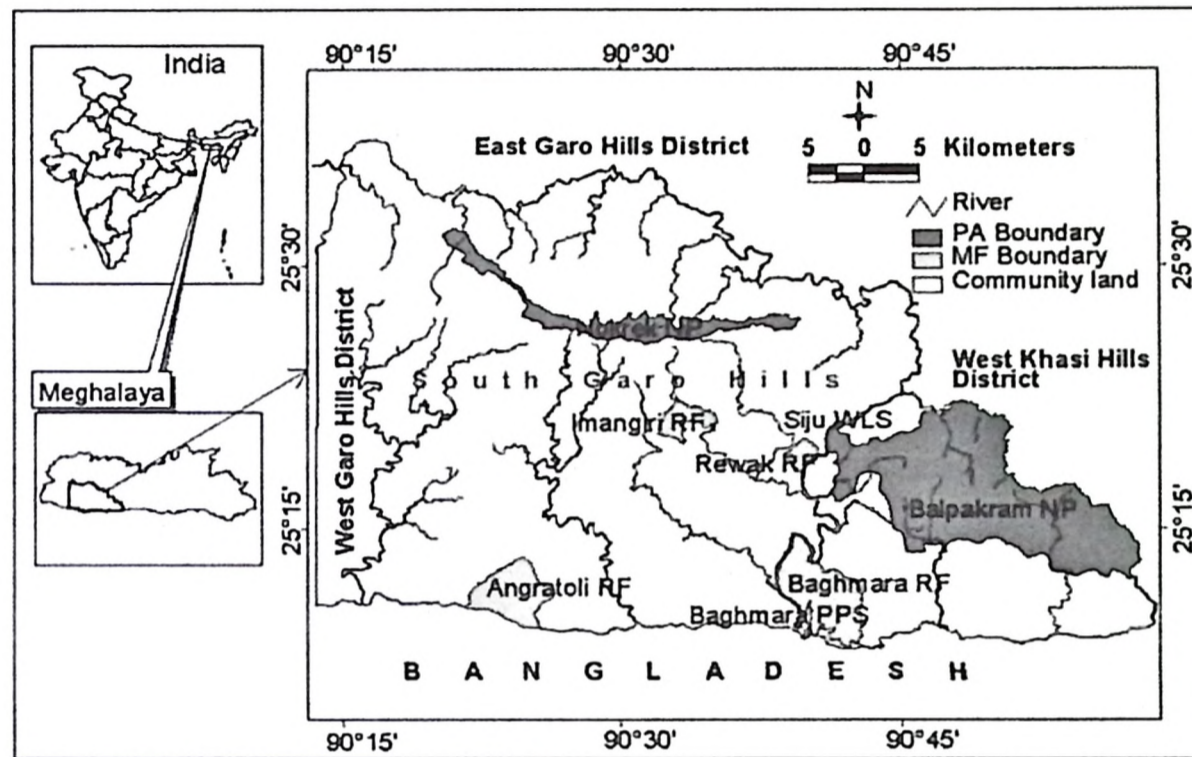 India
Meghalaya
90°15'
90°30'
90°45'
N
5 0 5 Kilometers
East Garo Hills District
River
PA Boundary
MF Boundary
Community land
25°30'
25°30'
West Garo Hills District
NP
West Khasi Hills
District
South Garo Hills
Imangiri RF
Siju WLS
Rewak RF
Balpakram NP
25°15'
25°15'
Angratoli RF
Baghmara RF
Baghmara PPS
BANGLADESH
90°15'
90°30'
90°45'